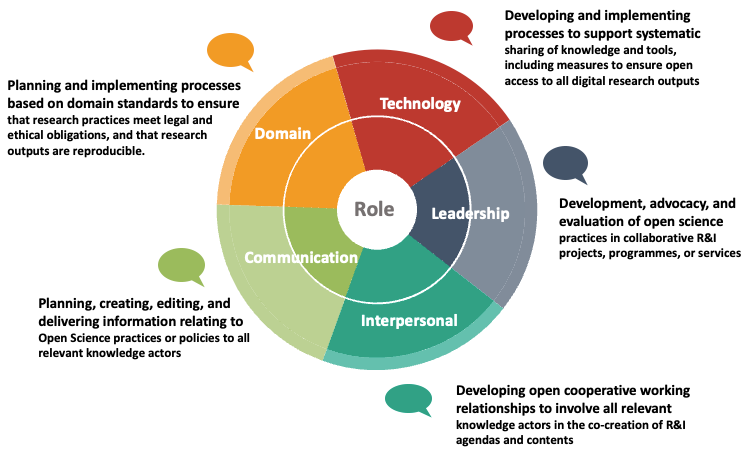 Developing and implementing
processes to support systematic
sharing of knowledge and tools,
including measures to ensure open
access to all digital research outputs
Planning and implementing processes
based on domain standards to ensure
that research practices meet legal and
ethical obligations, and that research
outputs are reproducible.
Technology
Domain
Role
Leadership
Development, advocacy, and
evaluation of open science
practices in collaborative R&I
projects, programmes, or services
Communication
Planning, creating, editing, and
delivering information relating to
Open Science practices or policies to all
relevant knowledge actors
Interpersonal
Developing open cooperative working
relationships to involve all relevant
knowledge actors in the co-creation of R&I
agendas and contents